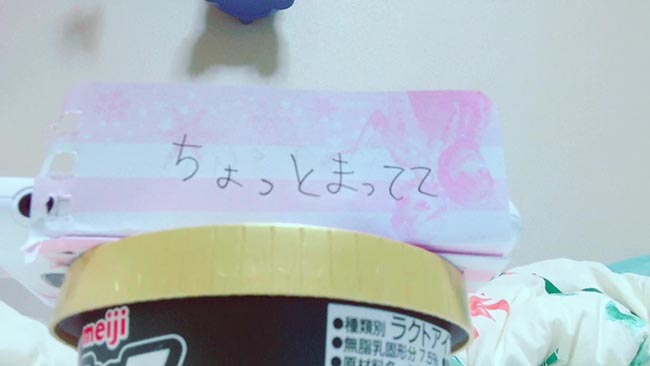 ちょっとまってて
meiji
●種類別 ラクトアイ
●無脂乳固形分7.5%